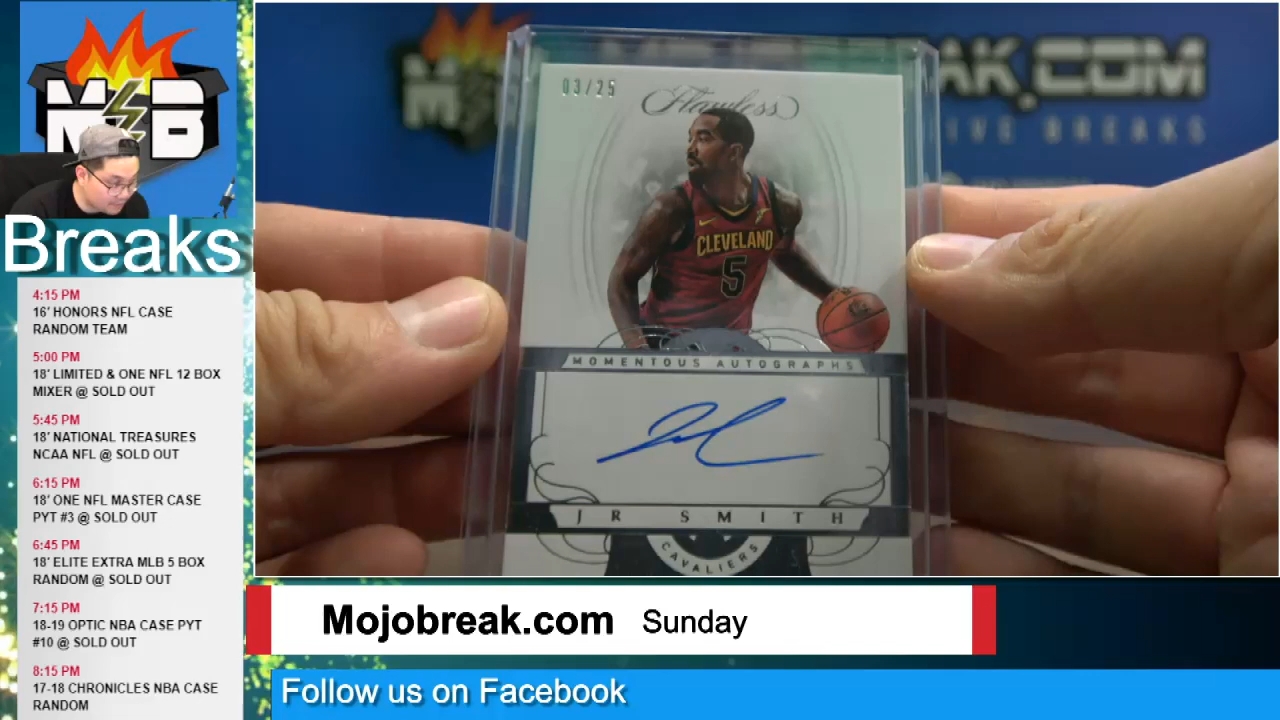 M B
Breaks
4:15 PM
16' HONORS NFL CASE
RANDOM TEAM
5:00 PM
18' LIMITED & ONE NFL 12 BOX
MIXER @ SOLD OUT
5:45 PM
18' NATIONAL TREASURES
NCAA NFL @ SOLD OUT
6:15 PM
18' ONE NFL MASTER CASE
PYT #3 @ SOLD OUT
6:45 PM
18' ELITE EXTRA MLB 5 BOX
RANDOM @ SOLD OUT
7:15 PM
18-19 OPTIC NBA CASE PYT
#10 @ SOLD OUT
8:15 PM
17-18 CHRONICLES NBA CASE
RANDOM
AK.COM
IVE BREAKS
03/25
Flawless
CLEVELAND
5
MOMENTOUS AUTOGRAPHS
JR SMITH
CAVALIERS
Mojobreak.com Sunday
Follow us on Facebook